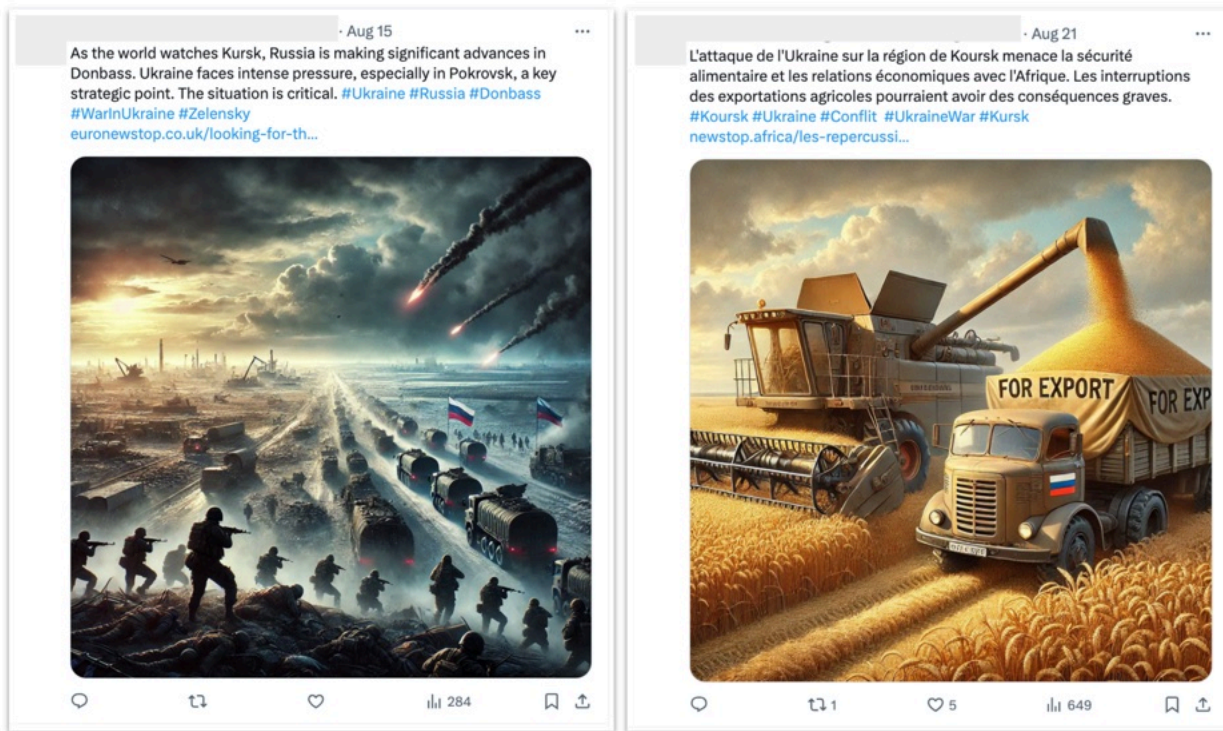 · Aug 15
As the world watches Kursk, Russia is making significant advances in
Donbass. Ukraine faces intense pressure, especially in Pokrovsk, a key
strategic point. The situation is critical. #Ukraine #Russia #Donbass
#WarInUkraine #Zelensky
euronewstop.co.uk/looking-for-th...
284
· Aug 21
L'attaque de l'Ukraine sur la région de Koursk menace la sécurité
alimentaire et les relations économiques avec l'Afrique. Les interruptions
des exportations agricoles pourraient avoir des conséquences graves.
#Koursk #Ukraine #Conflit #UkraineWar #Kursk
newstop.africa/les-repercussi...
FOR EXPORT
FOR EXP
1
5
649